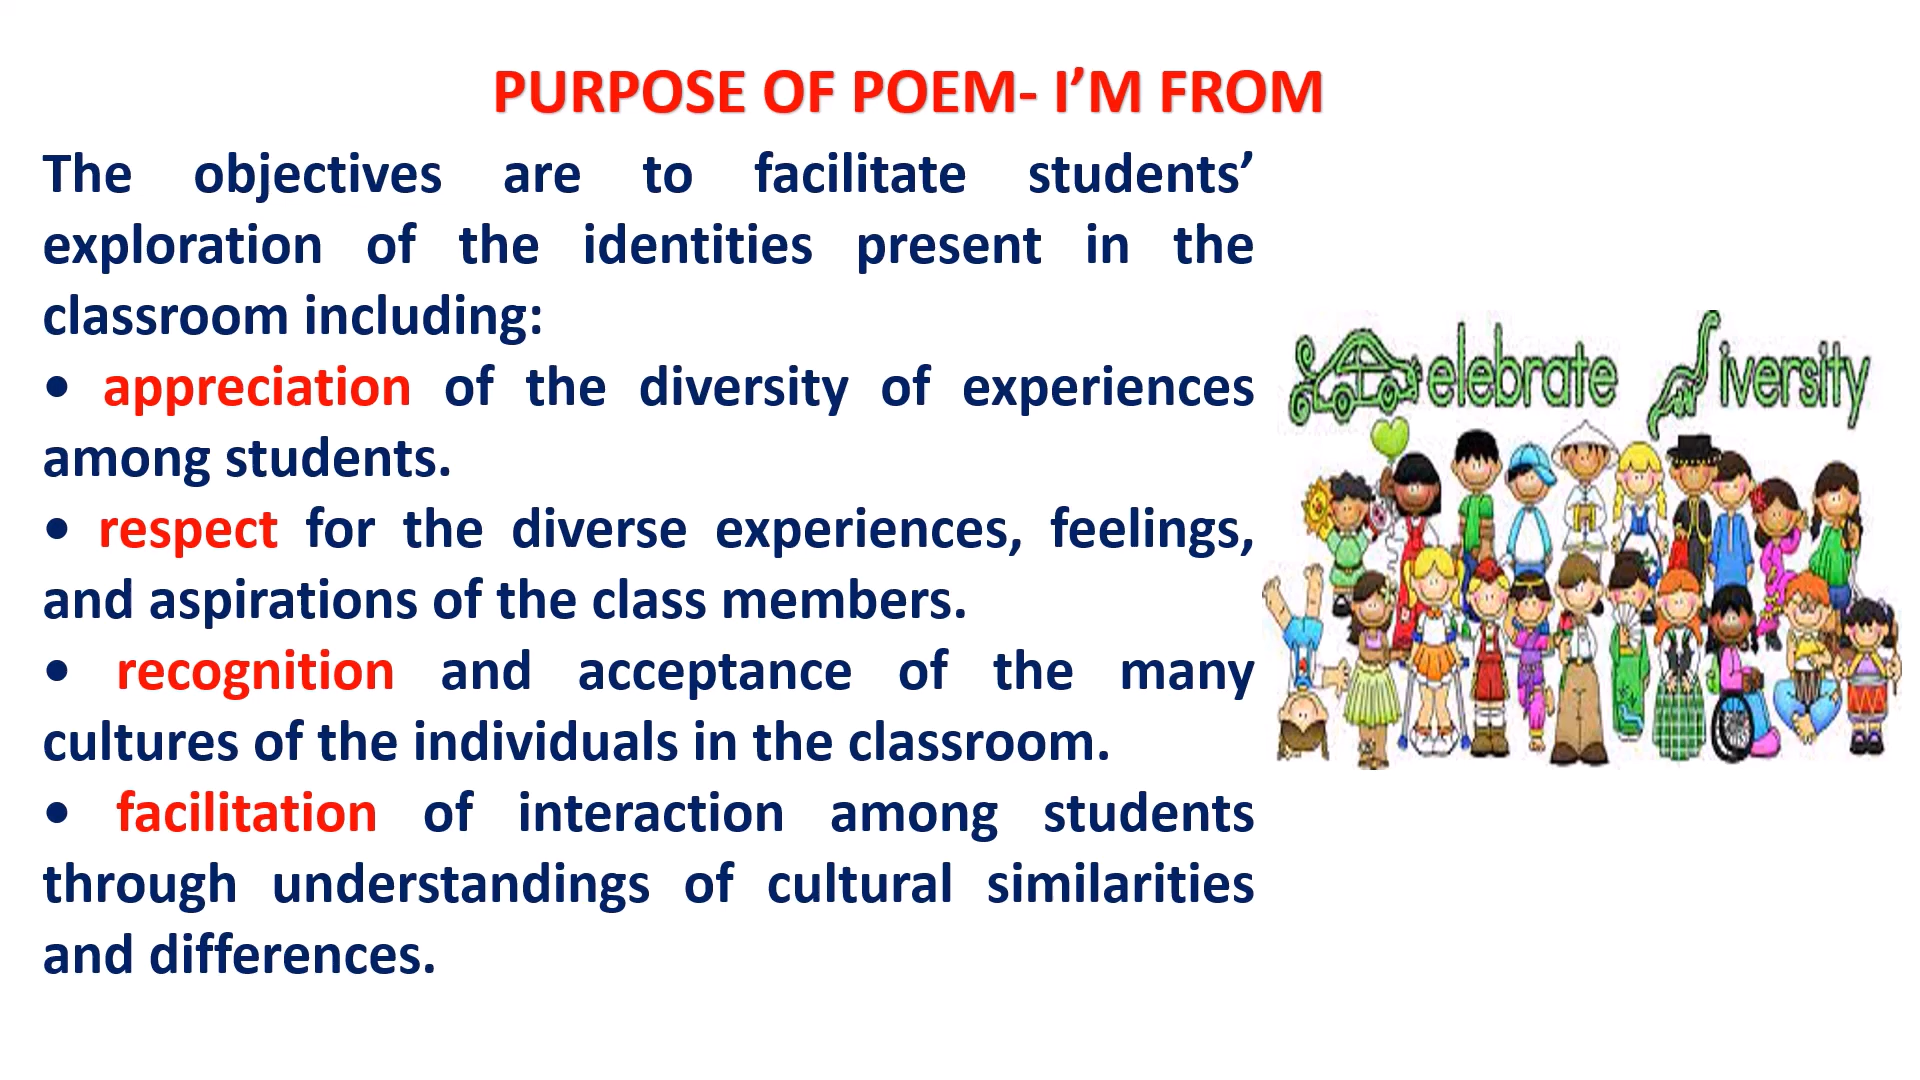 PURPOSE OF POEM- I’M FROM
The objectives are to facilitate students’
exploration of the identities present in the
classroom including:
• appreciation of the diversity of experiences
among students.
• respect for the diverse experiences, feelings,
and aspirations of the class members.
• recognition and acceptance of the many
cultures of the individuals in the classroom.
• facilitation of interaction among students
through understandings of cultural similarities
and differences.
elebrate iversity